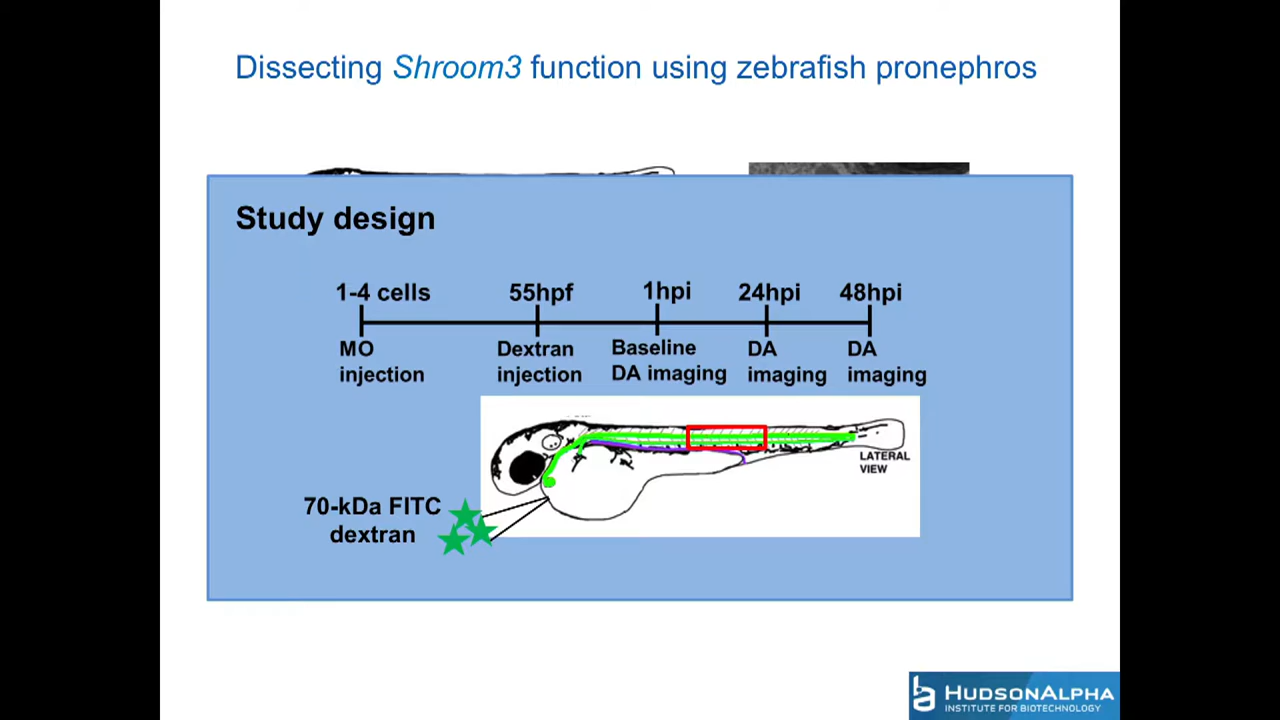 Dissecting Shroom3 function using zebrafish pronephros
Study design
1-4 cells 55hpf 1hpi 24hpi 48hpi
MO injection
Dextran injection
Baseline DA imaging
DA imaging
DA imaging
LATERAL
VIEW
70-kDa FITC
dextran
HUDSONALPHA
INSTITUTE FOR BIOTECHNOLOGY